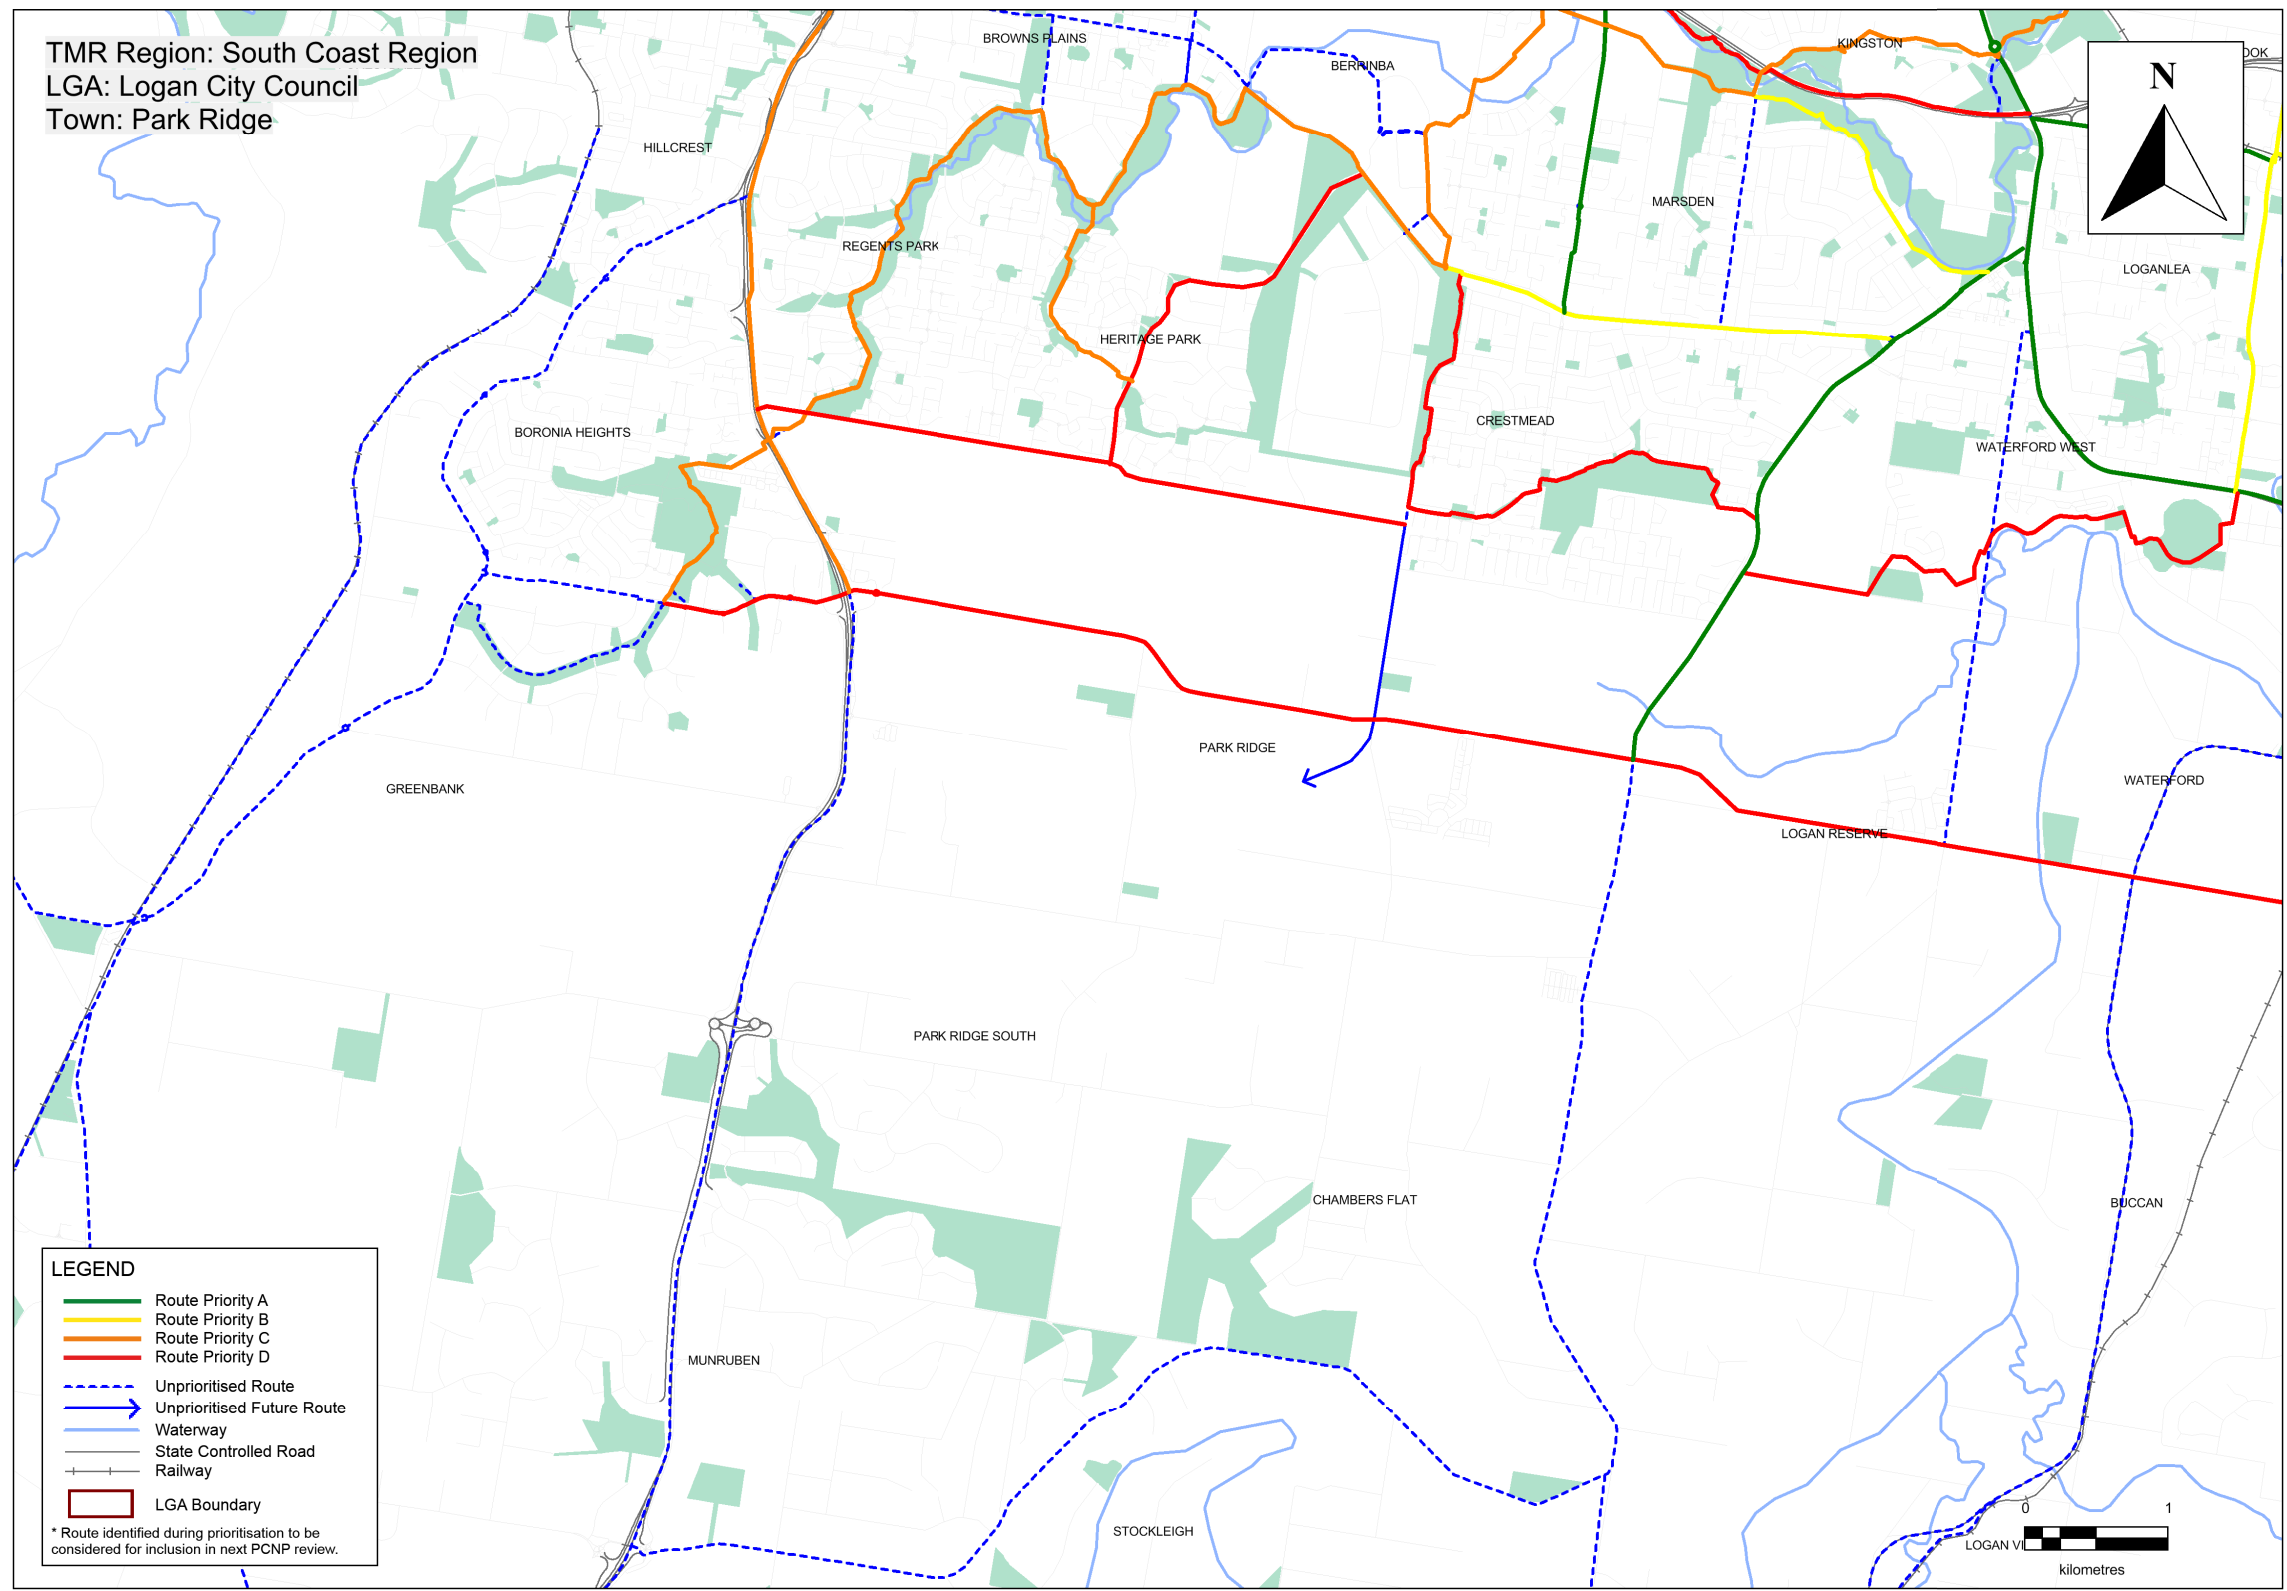 TMR Region: South Coast Region
LGA: Logan City Council
Town: Park Ridge
BROWNS PLAINS
BERRINBA
KINGSTON
OOK
N
HILLCREST
MARSDEN
REGENTS PARK
LOGANLEA
HERITAGE PARK
CRESTMEAD
BORONIA HEIGHTS
WATERFORD WEST
PARK RIDGE
GREENBANK
WATERFORD
LOGAN RESERVE
PARK RIDGE SOUTH
CHAMBERS FLAT
BUCCAN
MUNRUBEN
STOCKLEIGH
LOGAN VI
0 1
kilometres
LEGEND
Route Priority A
Route Priority B
Route Priority C
Route Priority D
Unprioritised Route
Unprioritised Future Route
Waterway
State Controlled Road
Railway
LGA Boundary
* Route identified during prioritisation to be
considered for inclusion in next PCNP review.